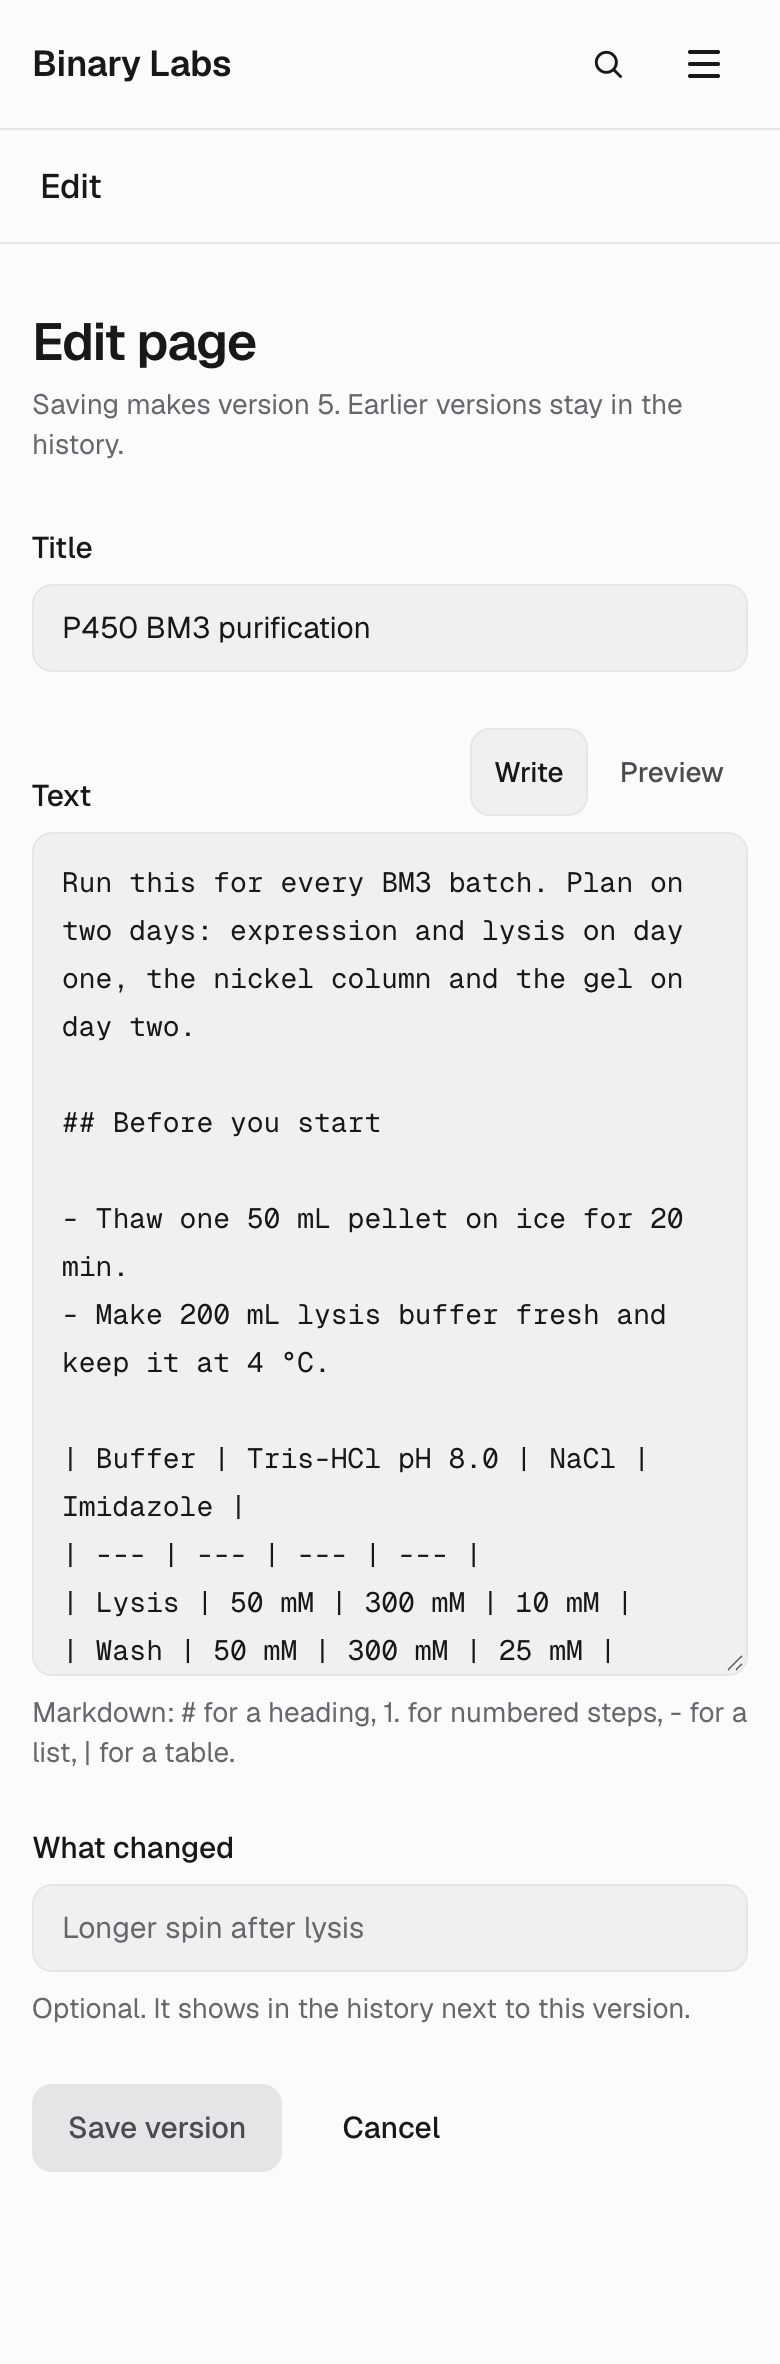 Binary Labs
Edit
Edit page
Saving makes version 5. Earlier versions stay in the
history.
Title
P450 BM3 purification
Write
Preview
Text
Run this for every BM3 batch. Plan on
two days: expression and lysis on day
one, the nickel column and the gel on
day two.
## Before you start
- Thaw one 50 mL pellet on ice for 20
min.
- Make 200 mL lysis buffer fresh and
keep it at 4 °C.
| Buffer | Tris-HCl pH 8.0 | NaCl |
Imidazole |
| --- | --- | --- | --- |
| Lysis | 50 mM | 300 mM | 10 mM |
| Wash | 50 mM | 300 mM | 25 mM |
Markdown: # for a heading, 1. for numbered steps, - for a
list, | for a table.
What changed
Longer spin after lysis
Optional. It shows in the history next to this version.
Save version
Cancel